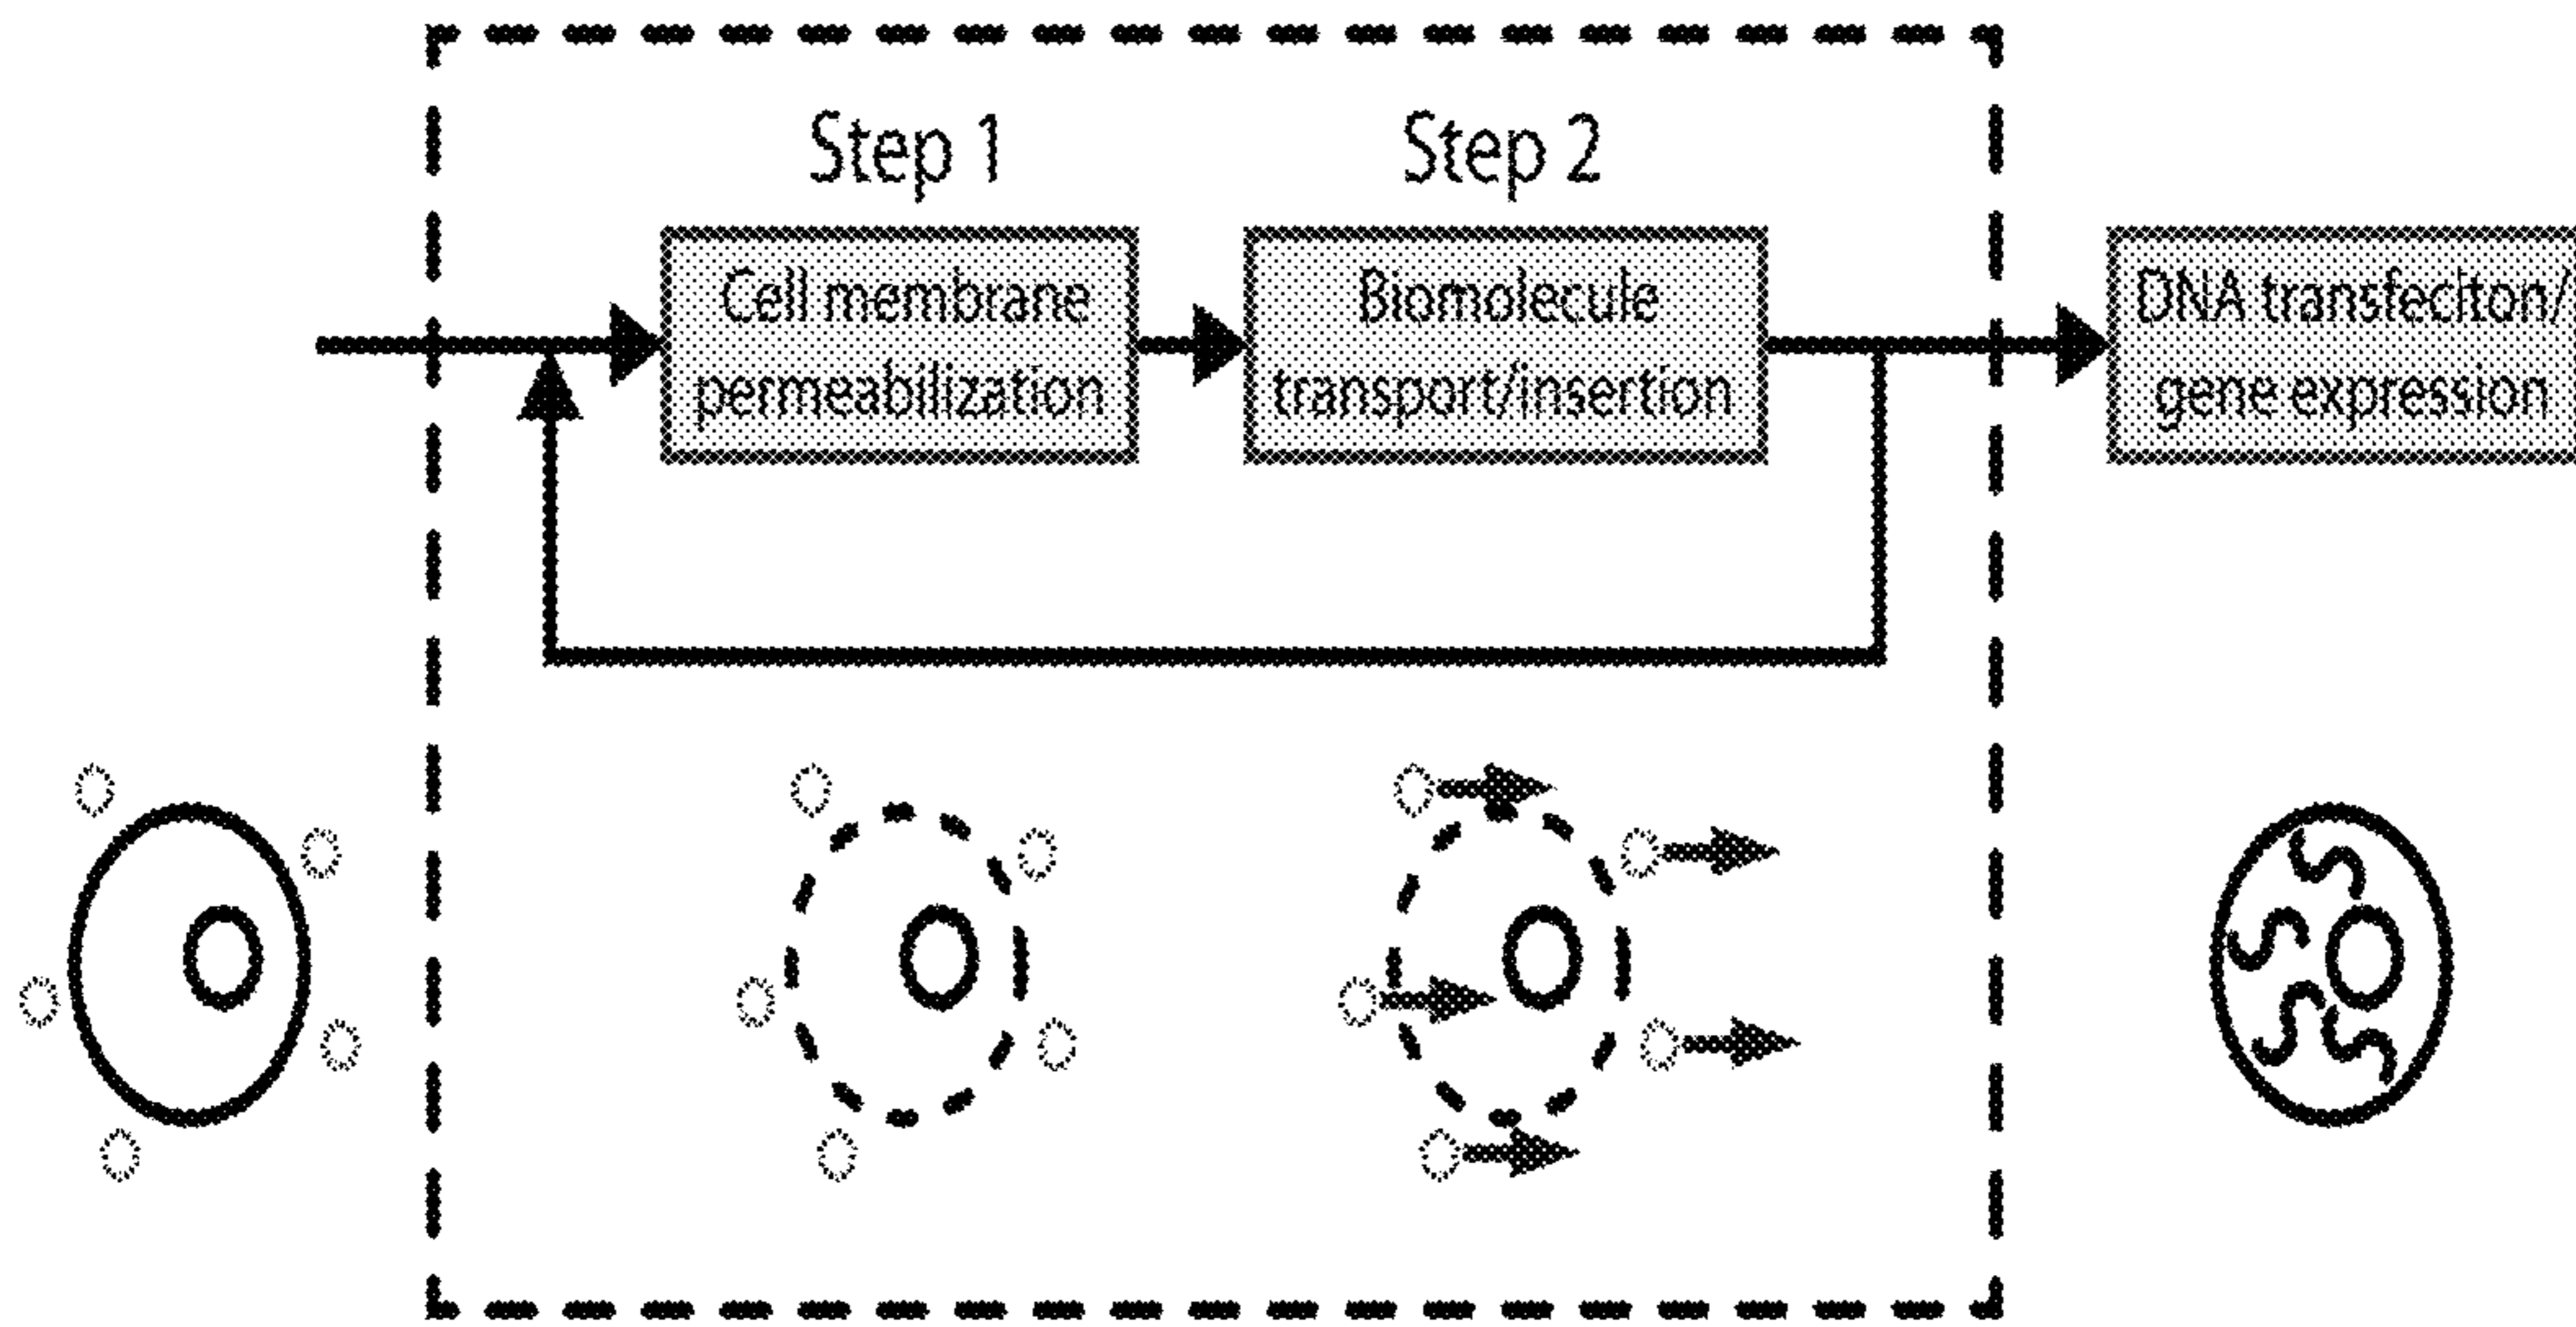 Step 1
Step 2
Cell membrane
permeabilization
Biomolecule
transport/insertion
DNA transfeciton/
gene expression